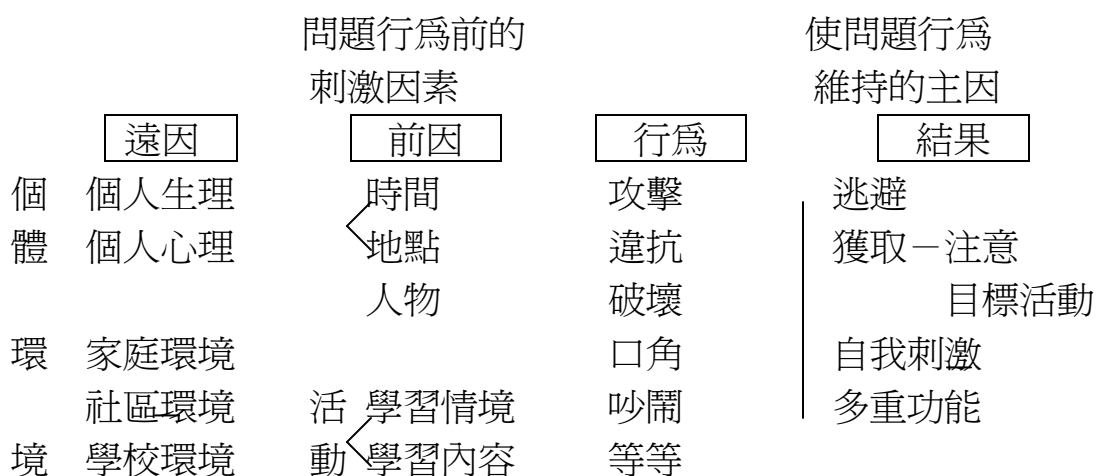 問題行為前的 使問題行為
刺激因素 維持的主因
遠因 前因 行為 結果
個 個人生理 時間 攻擊 逃避
體 個人心理 地點 違抗 獲取－注意
人物 破壞 目標活動
環 家庭環境 口角 自我刺激
社區環境 活 學習情境 吵鬧 多重功能
境 學校環境 動 學習內容 等等